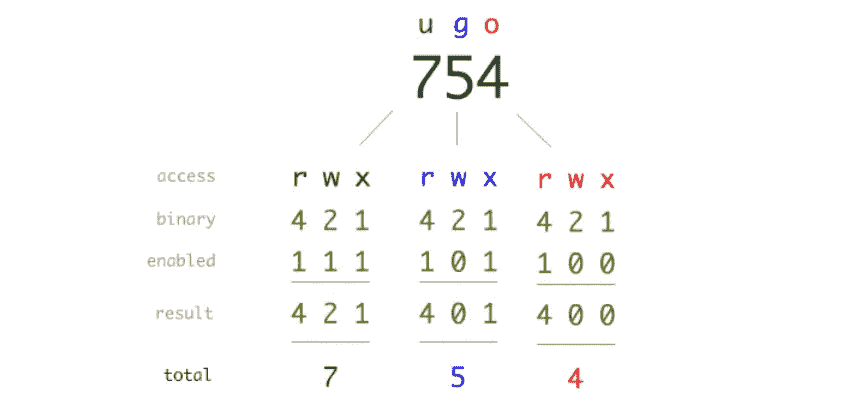 u g o
754
access r w x r w x r w x
binary 4 2 1 4 2 1 4 2 1
enabled 1 1 1 1 0 1 1 0 0
result 4 2 1 4 0 1 4 0 0
total 7 5 4